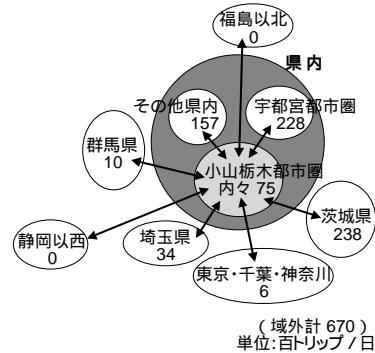 福島以北
0
県内
その他県内
157
宇都宮都市圏
228
群馬県
10
小山栃木都市圏
内々 75
茨城県
238
静岡以西
0
埼玉県
34
東京・千葉・神奈川
6
(域外計 670)
単位:百トリップ/日